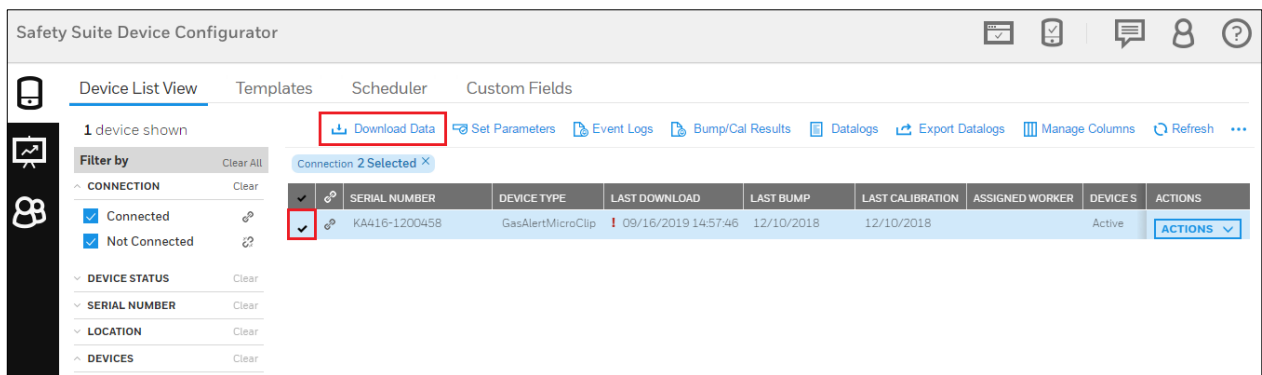 Safety Suite Device Configurator
Device List View Templates Scheduler Custom Fields
1 device shown
Download Data Set Parameters Event Logs Bump/Cal Results Datalogs Export Datalogs Manage Columns Refresh
Filter by Clear All
Connection 2 Selected ×
CONNECTION Clear
Connected
Not Connected
DEVICE STATUS Clear
SERIAL NUMBER Clear
LOCATION Clear
DEVICES Clear
SERIAL NUMBER DEVICE TYPE LAST DOWNLOAD LAST BUMP LAST CALIBRATION ASSIGNED WORKER DEVICE S ACTIONS
KA416-1200458 GasAlertMicroClip ! 09/16/2019 14:57:46 12/10/2018 12/10/2018 Active ACTIONS